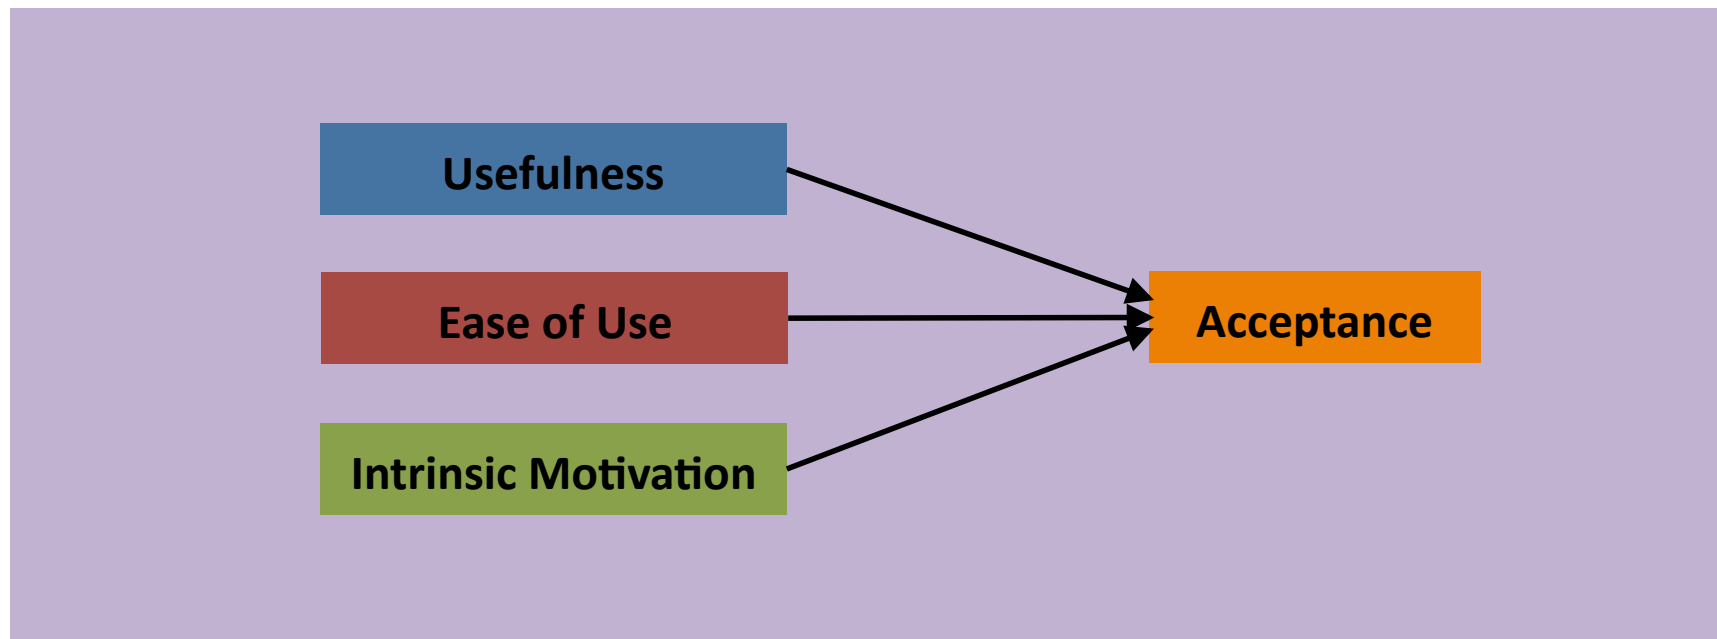 Usefulness
Ease of Use
Acceptance
Intrinsic Motivation